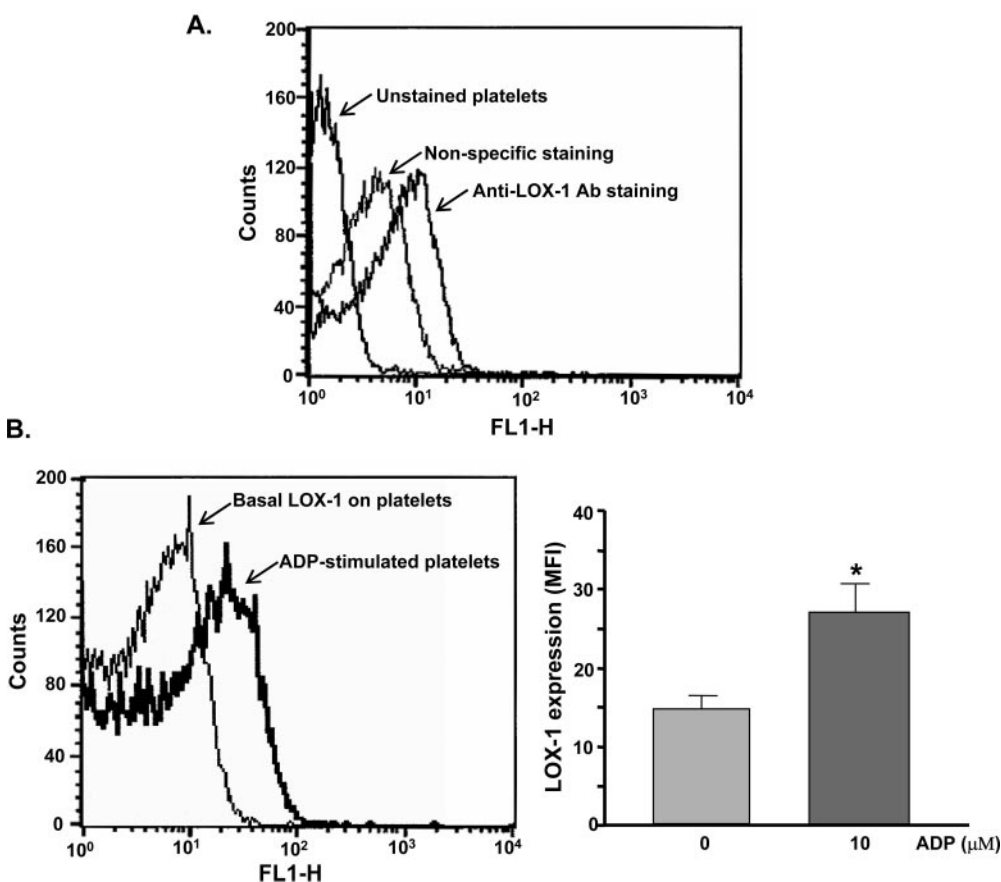 A.
200
160
120
80
40
0
Counts
Unstained platelets
Non-specific staining
Anti-LOX-1 Ab staining
10⁰ 10¹ 10² 10³ 10⁴
FL1-H
B.
200
160
120
80
40
0
Counts
Basal LOX-1 on platelets
ADP-stimulated platelets
10⁰ 10¹ 10² 10³ 10⁴
FL1-H
40
30
20
10
0
LOX-1 expression (MFI)
*
0 10 ADP (μM)